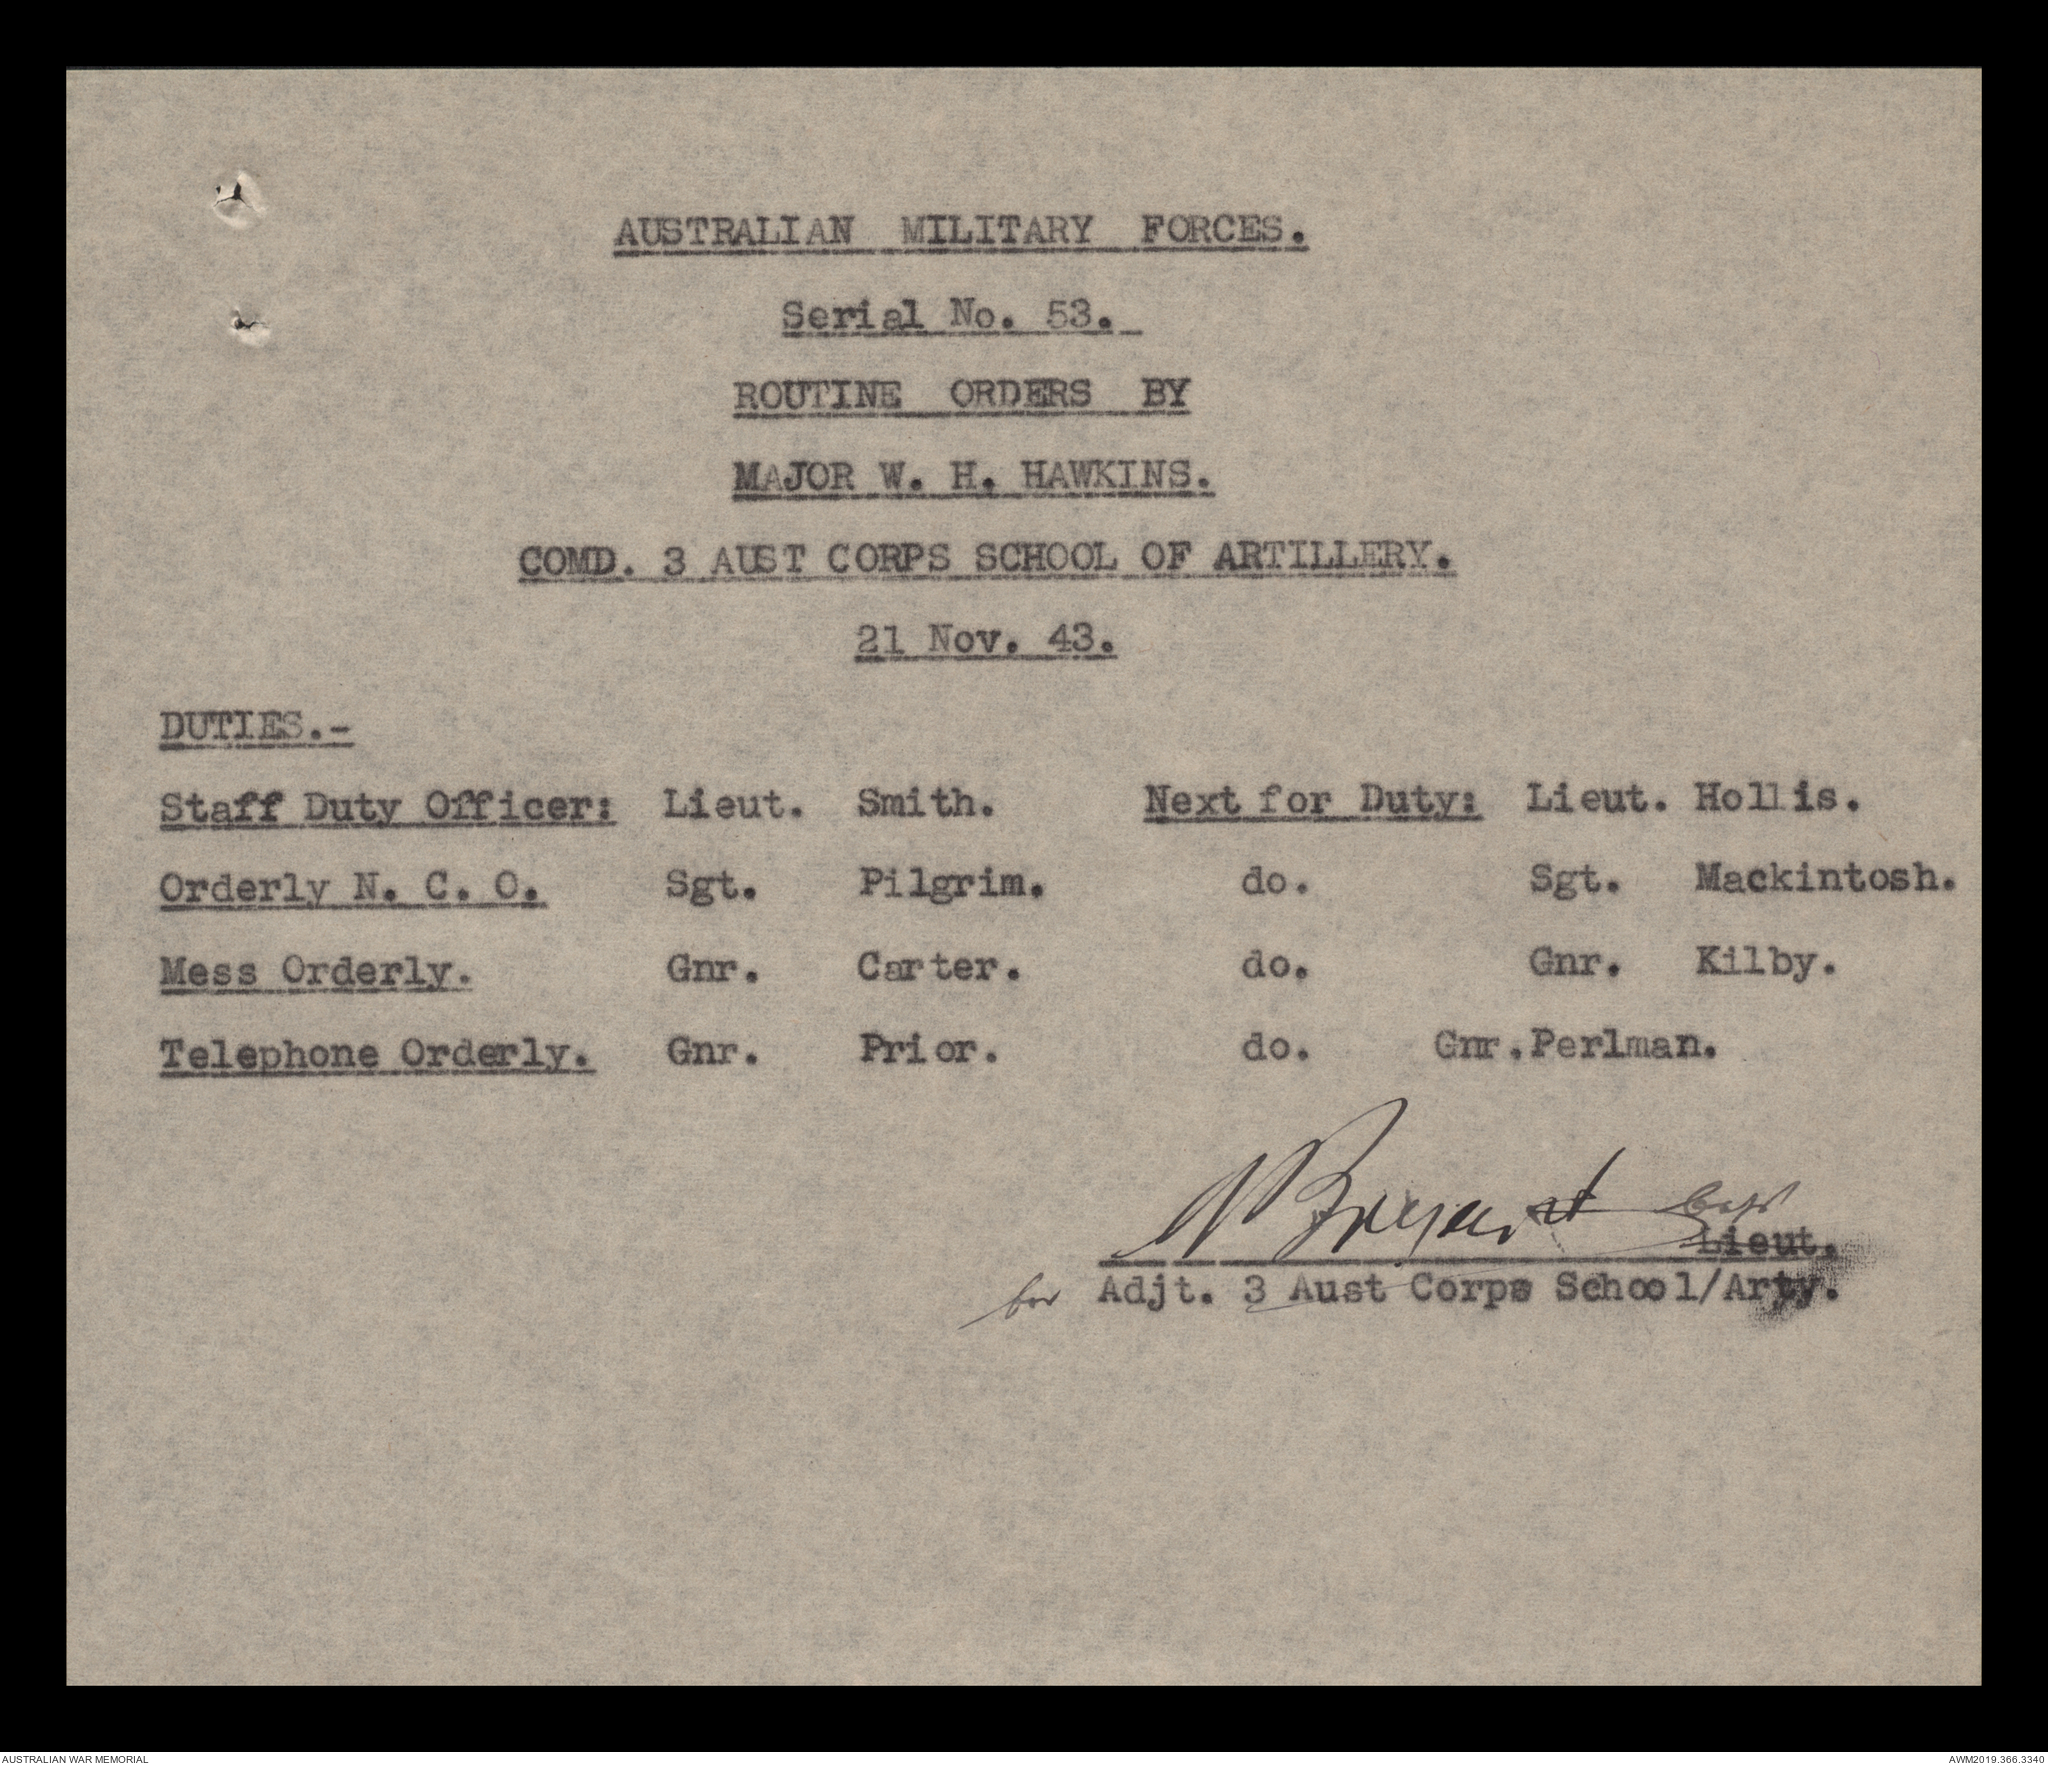 AUSTRALIAN MILITARY FORCES.
Serial No. 53.
ROUTINE ORDERS BY
MAJOR W. H. HAWKINS.
COMD. 3 AUST CORPS SCHOOL OF ARTILLERY.
21 Nov. 43.
DUTIES.-
Staff Duty Officer: Lieut. Smith. Next for Duty: Lieut. Hollis.
Orderly N. C. O. Sgt. Pilgrim. do. Sgt. Mackintosh.
Mess Orderly. Gnr. Carter. do. Gnr. Kilby.
Telephone Orderly. Gnr. Prior. do. Gnr.Perlman.
Capt
Lieut.
for Adjt. 3 Aust Corps School/Arty.
AUSTRALIAN WAR MEMORIAL AWM2019.366.3340